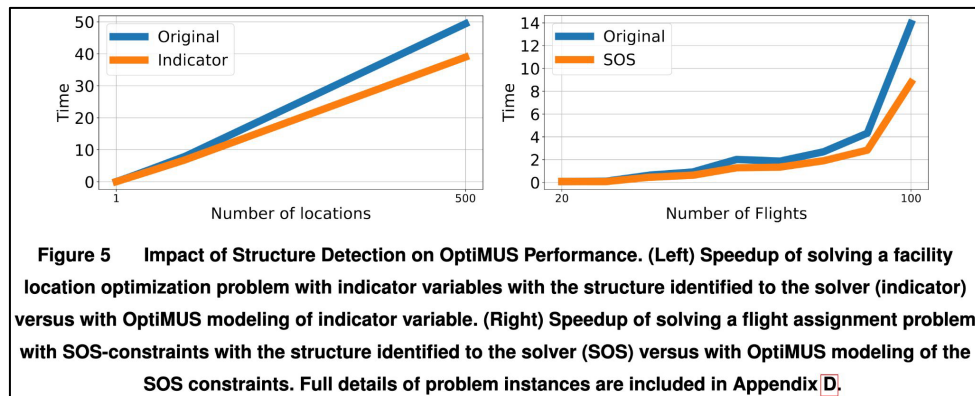 50
40
30
20
10
0
Time
Original
Indicator
1
500
Number of locations
14
12
10
8
6
4
2
0
Time
Original
SOS
20
100
Number of Flights
Figure 5 Impact of Structure Detection on OptiMUS Performance. (Left) Speedup of solving a facility
location optimization problem with indicator variables with the structure identified to the solver (indicator)
versus with OptiMUS modeling of indicator variable. (Right) Speedup of solving a flight assignment problem
with SOS-constraints with the structure identified to the solver (SOS) versus with OptiMUS modeling of the
SOS constraints. Full details of problem instances are included in Appendix D.